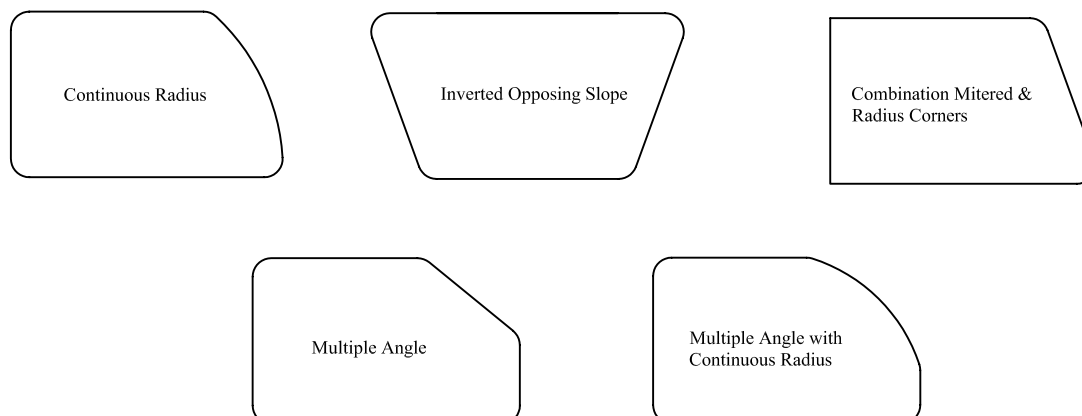 Continuous Radius
Inverted Opposing Slope
Combination Mitered &
Radius Corners
Multiple Angle
Multiple Angle with
Continuous Radius